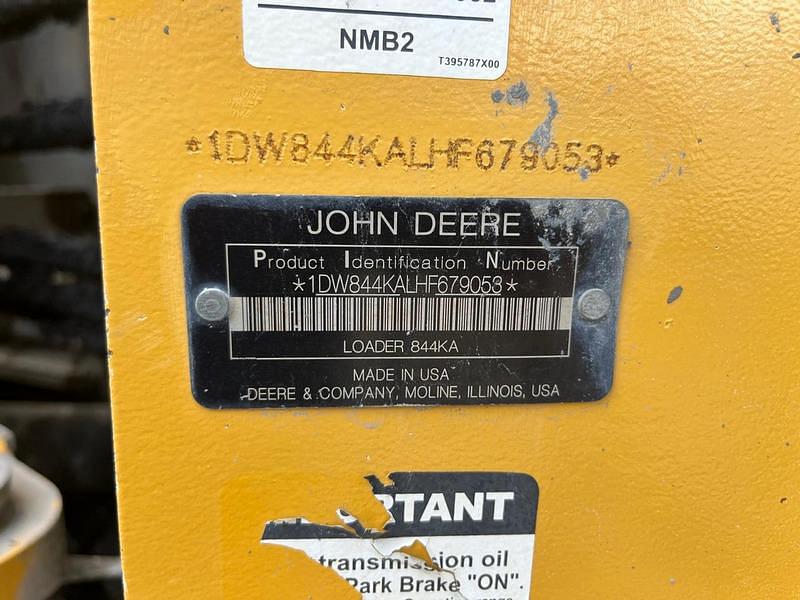 NMB2
T395787X00
*1DW844KALHF679053*
JOHN DEERE
Product Identification Number
*1DW844KALHF679053*
LOADER 844KA
MADE IN USA
DEERE & COMPANY, MOLINE, ILLINOIS, USA
transmission oil
Park Brake "ON".